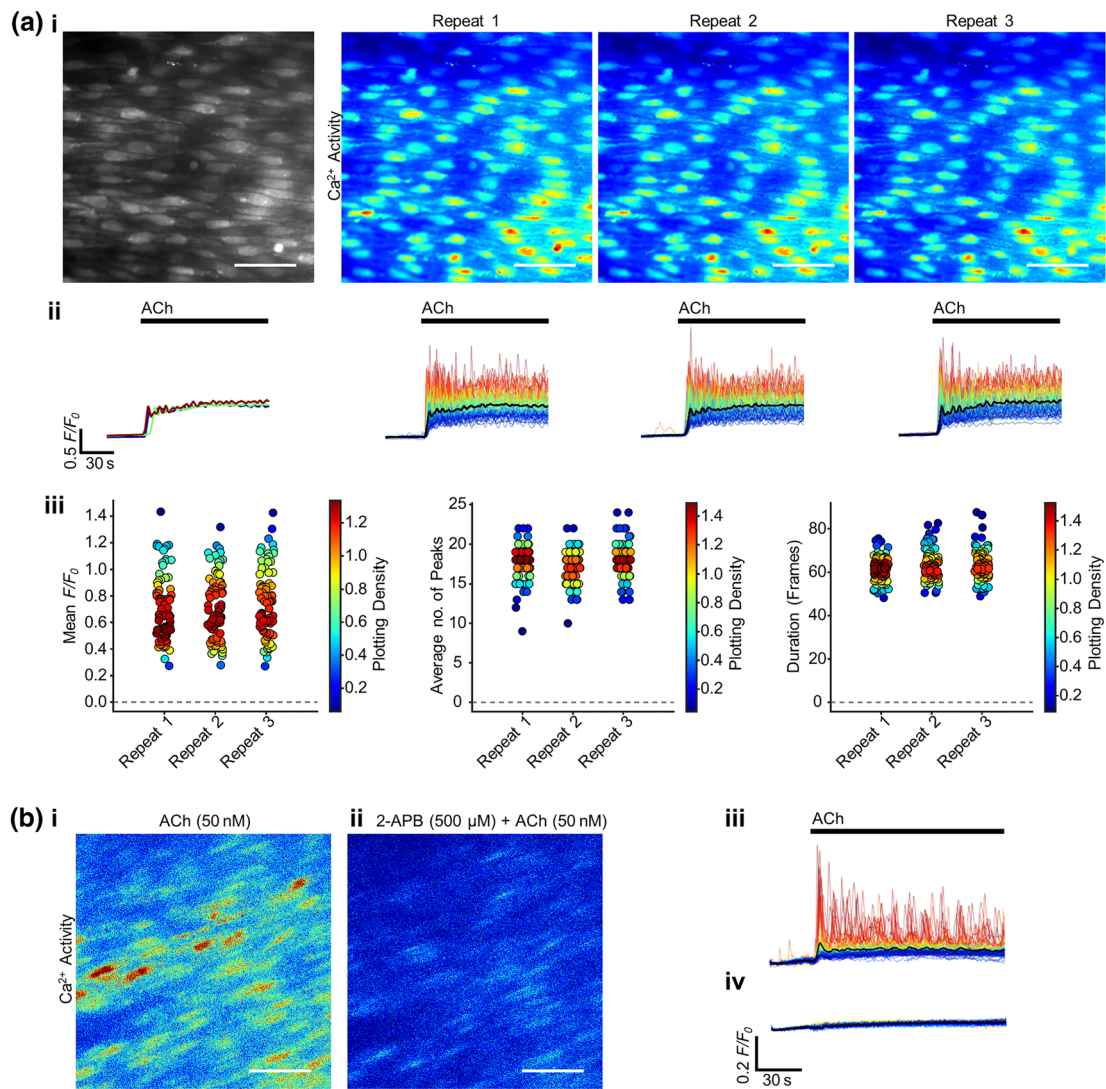 (a) i
Repeat 1
Repeat 2
Repeat 3
Ca²⁺ Activity
ii
ACh
ACh
ACh
ACh
0.5 F/F₀
30 s
iii
Mean F/F₀
1.4
1.2
1.0
0.8
0.6
0.4
0.2
0.0
Repeat 1
Repeat 2
Repeat 3
1.2
1.0
0.8
0.6
0.4
0.2
Plotting Density
Average no. of Peaks
25
20
15
10
5
0
Repeat 1
Repeat 2
Repeat 3
1.4
1.2
1.0
0.8
0.6
0.4
0.2
Plotting Density
Duration (Frames)
80
60
40
20
0
Repeat 1
Repeat 2
Repeat 3
1.4
1.2
1.0
0.8
0.6
0.4
0.2
Plotting Density
(b) i
ACh (50 nM)
Ca²⁺ Activity
ii
2-APB (500 μM) + ACh (50 nM)
iii
ACh
iv
0.2 F/F₀
30 s